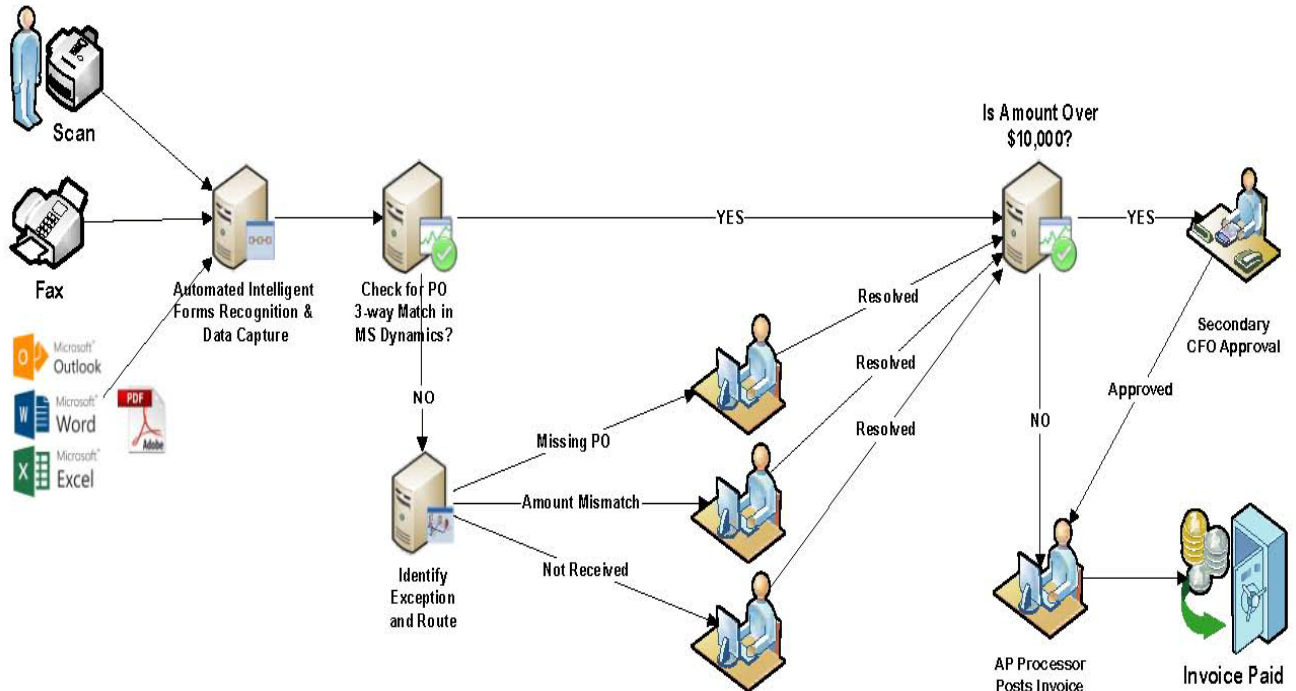 Scan
Fax
Microsoft
Outlook
Microsoft
Word
Microsoft
Excel
PDF
Adobe
Automated Intelligent
Forms Recognition &
Data Capture
Check for PO
3-way Match in
MS Dynamics?
YES
NO
Identify
Exception
and Route
Missing PO
Amount Mismatch
Not Received
Resolved
Resolved
Resolved
Is Amount Over
$10,000?
YES
NO
Secondary
CFO Approval
Approved
AP Processor
Posts Invoice
Invoice Paid